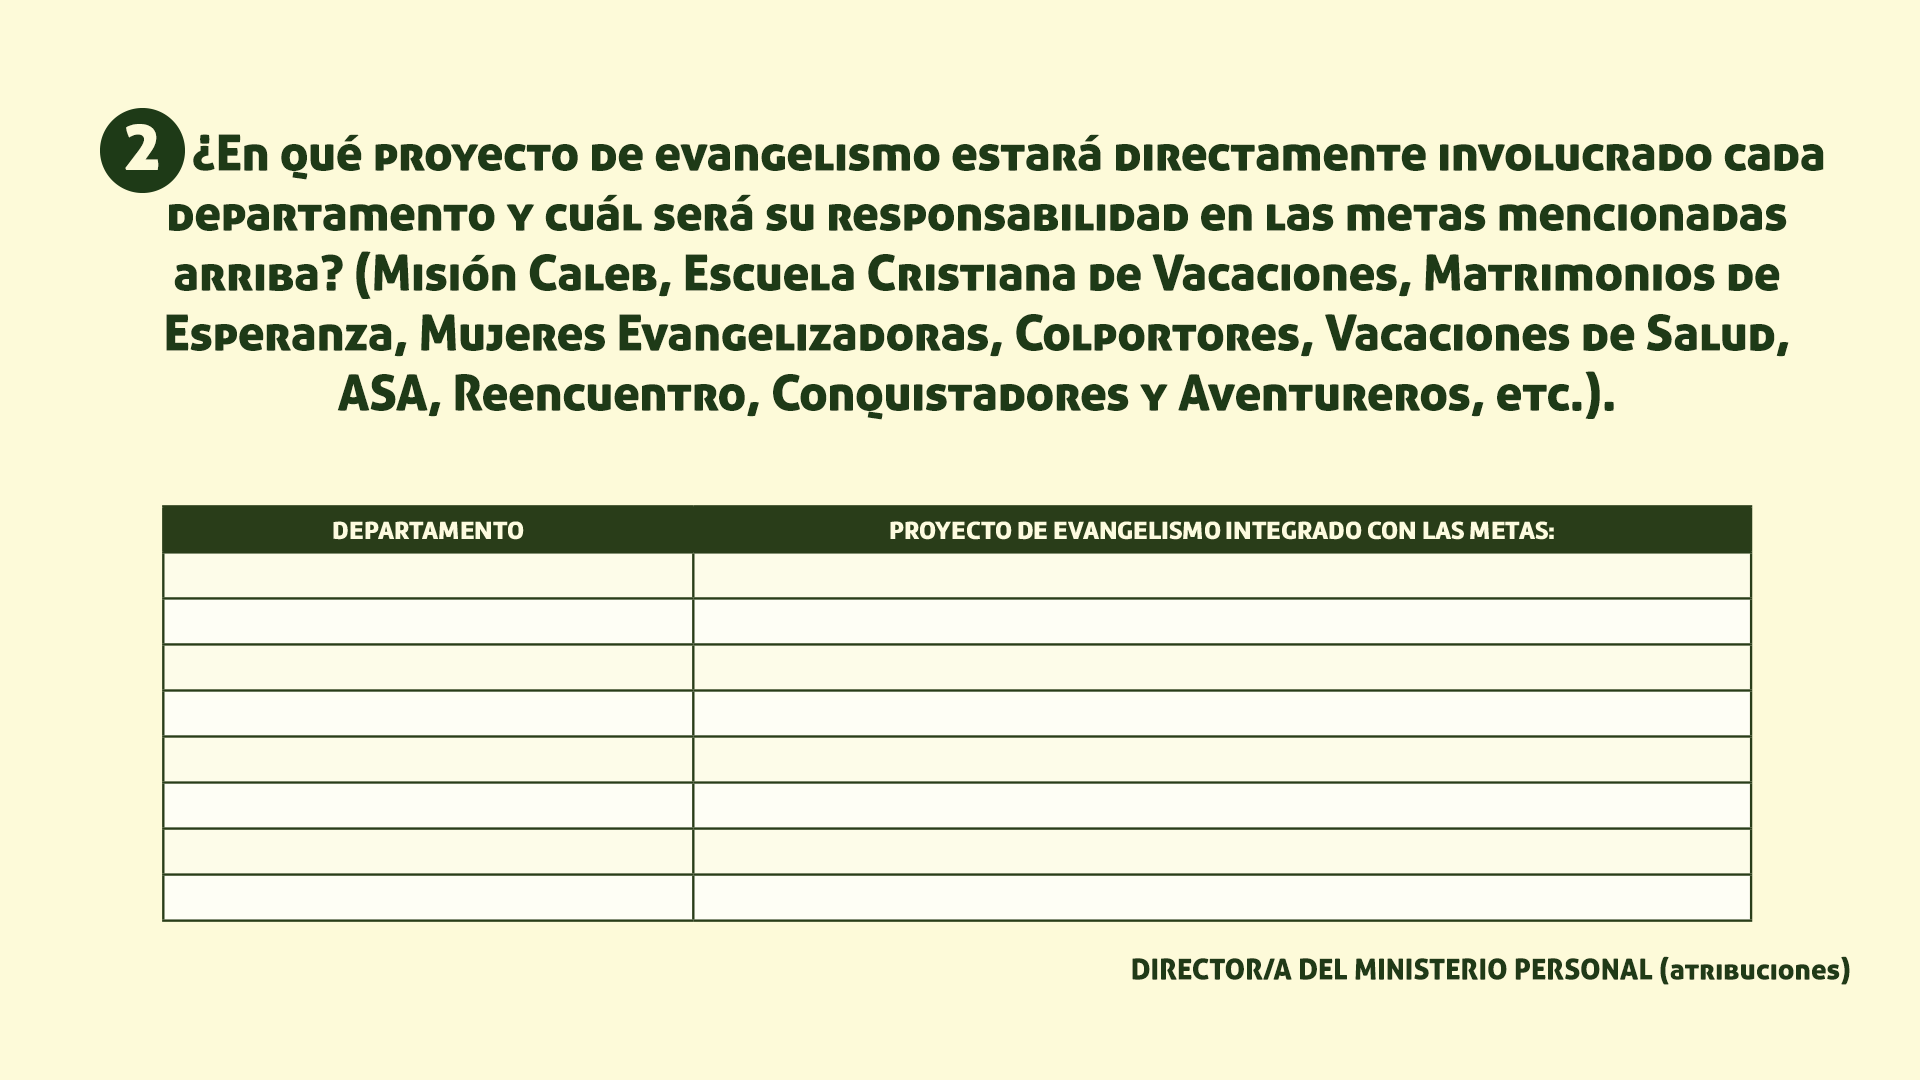 2 ¿En qué proyecto de evangelismo estará directamente involucrado cada
departamento y cuál será su responsabilidad en las metas mencionadas
arriba? (Misión Caleb, Escuela Cristiana de Vacaciones, Matrimonios de
Esperanza, Mujeres Evangelizadoras, Colportores, Vacaciones de Salud,
ASA, Reencuentro, Conquistadores y Aventureros, etc.).
DEPARTAMENTO PROYECTO DE EVANGELISMO INTEGRADO CON LAS METAS:
DIRECTOR/A DEL MINISTERIO PERSONAL (atribuciones)